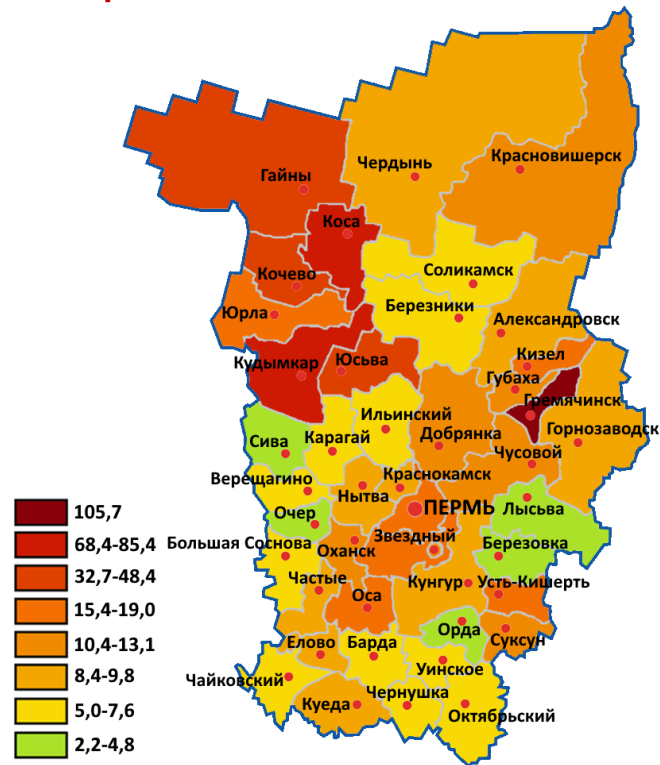 Гайны
Чердынь
Красновишерск
Коса
Кочево
Соликамск
Юрла
Березники
Александровск
Кудымкар
Юсьва
Кизел
Губаха
Гремячинск
Ильинский
Горнозаводск
Сива
Карагай
Добрянка
Чусовой
Верещагино
Нытва
Краснокамск
ПЕРМЬ
Лысьва
Очер
Звездный
Большая Соснова
Оханск
Березовка
Частые
Кунгур
Усть-Кишерть
Оса
Орда
Суксун
Елово
Барда
Уинское
Чайковский
Куеда
Чернушка
Октябрьский
105,7
68,4-85,4
32,7-48,4
15,4-19,0
10,4-13,1
8,4-9,8
5,0-7,6
2,2-4,8